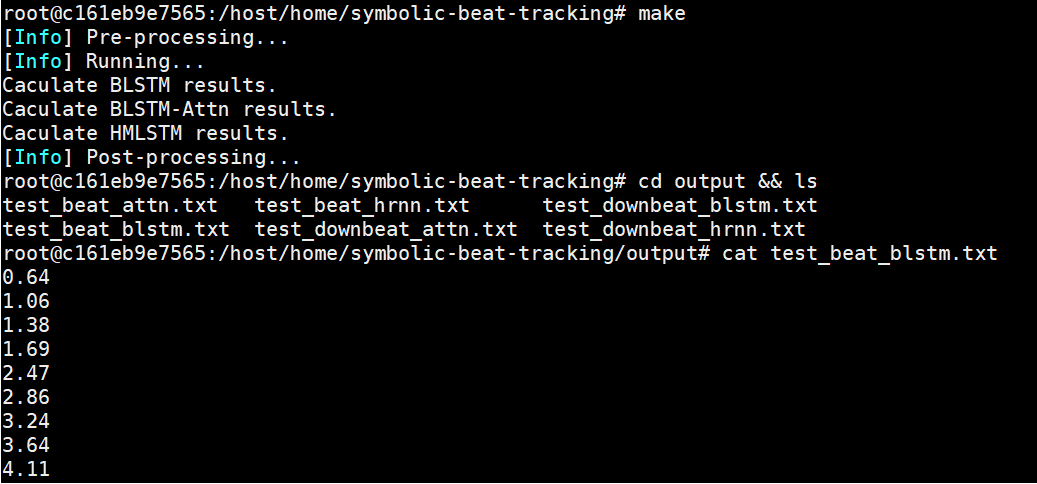 root@c161eb9e7565:/host/home/symbolic-beat-tracking# make
[Info] Pre-processing...
[Info] Running...
Caculate BLSTM results.
Caculate BLSTM-Attn results.
Caculate HMLSTM results.
[Info] Post-processing...
root@c161eb9e7565:/host/home/symbolic-beat-tracking# cd output && ls
test_beat_attn.txt   test_beat_hrnn.txt      test_downbeat_blstm.txt
test_beat_blstm.txt  test_downbeat_attn.txt  test_downbeat_hrnn.txt
root@c161eb9e7565:/host/home/symbolic-beat-tracking/output# cat test_beat_blstm.txt
0.64
1.06
1.38
1.69
2.47
2.86
3.24
3.64
4.11